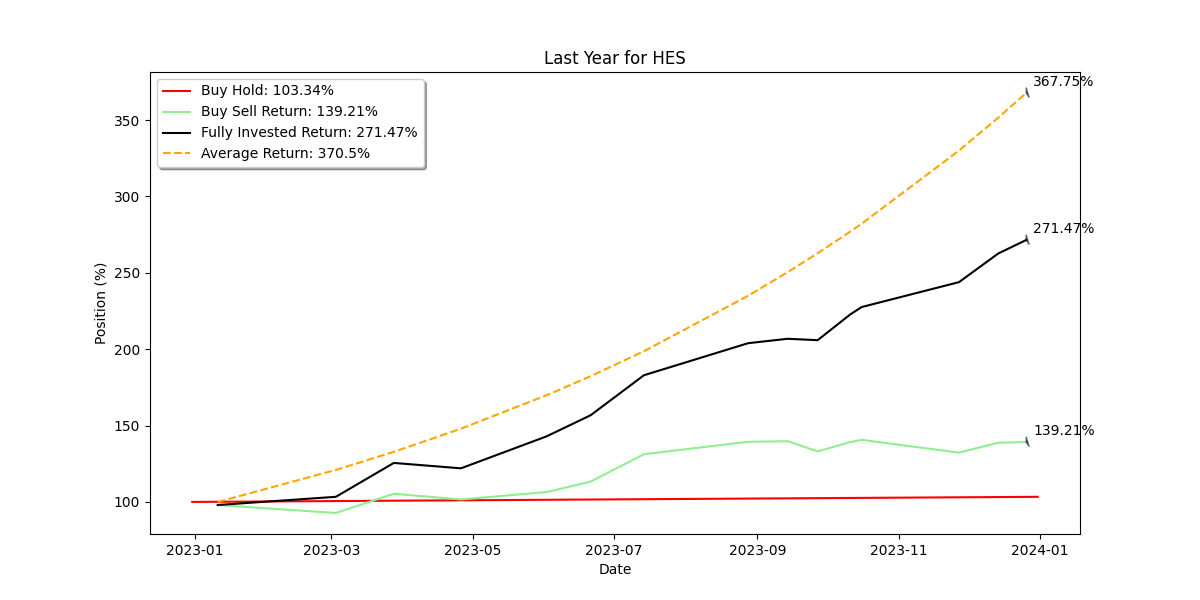 Last Year for HES
Buy Hold: 103.34%
Buy Sell Return: 139.21%
Fully Invested Return: 271.47%
Average Return: 370.5%
367.75%
271.47%
139.21%
350
300
250
200
150
100
Position (%)
2023-01
2023-03
2023-05
2023-07
2023-09
2023-11
2024-01
Date